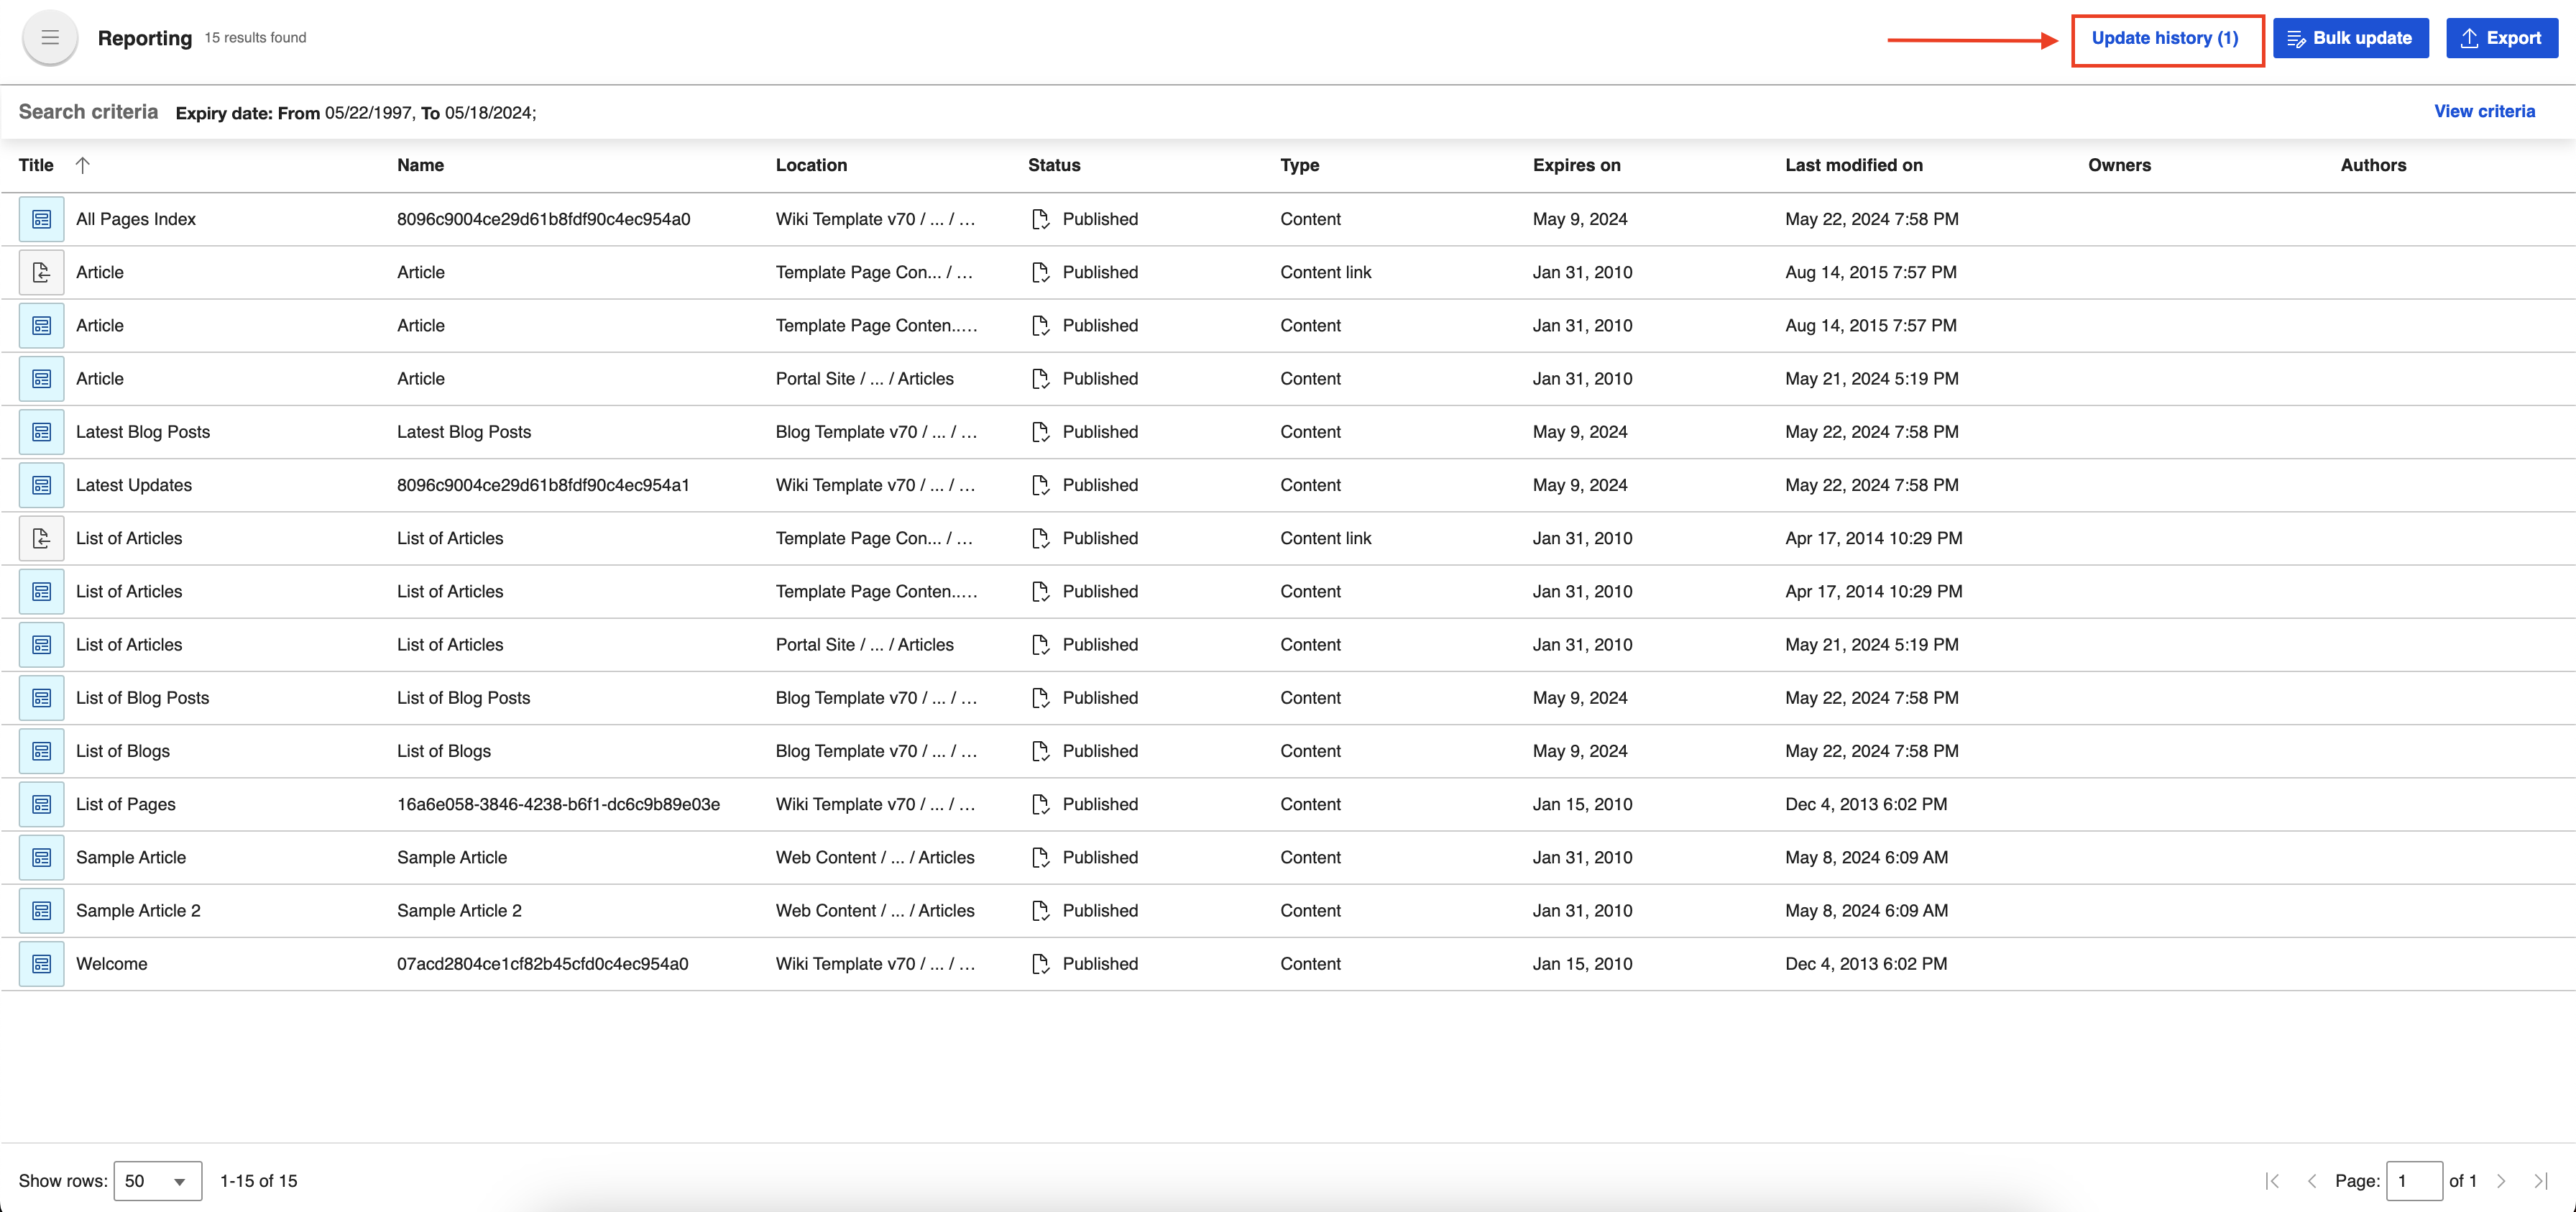 Reporting 15 results found Update history (1) Bulk update Export
Search criteria Expiry date: From 05/22/1997, To 05/18/2024; View criteria
Title Name Location Status Type Expires on Last modified on Owners Authors
All Pages Index 8096c9004ce29d61b8fdf90c4ec954a0 Wiki Template v70 / ... / ... Published Content May 9, 2024 May 22, 2024 7:58 PM
Article Article Template Page Con... / ... Published Content link Jan 31, 2010 Aug 14, 2015 7:57 PM
Article Article Template Page Conten..... Published Content Jan 31, 2010 Aug 14, 2015 7:57 PM
Article Article Portal Site / ... / Articles Published Content Jan 31, 2010 May 21, 2024 5:19 PM
Latest Blog Posts Latest Blog Posts Blog Template v70 / ... / ... Published Content May 9, 2024 May 22, 2024 7:58 PM
Latest Updates 8096c9004ce29d61b8fdf90c4ec954a1 Wiki Template v70 / ... / ... Published Content May 9, 2024 May 22, 2024 7:58 PM
List of Articles List of Articles Template Page Con... / ... Published Content link Jan 31, 2010 Apr 17, 2014 10:29 PM
List of Articles List of Articles Template Page Conten..... Published Content Jan 31, 2010 Apr 17, 2014 10:29 PM
List of Articles List of Articles Portal Site / ... / Articles Published Content Jan 31, 2010 May 21, 2024 5:19 PM
List of Blog Posts List of Blog Posts Blog Template v70 / ... / ... Published Content May 9, 2024 May 22, 2024 7:58 PM
List of Blogs List of Blogs Blog Template v70 / ... / ... Published Content May 9, 2024 May 22, 2024 7:58 PM
List of Pages 16a6e058-3846-4238-b6f1-dc6c9b89e03e Wiki Template v70 / ... / ... Published Content Jan 15, 2010 Dec 4, 2013 6:02 PM
Sample Article Sample Article Web Content / ... / Articles Published Content Jan 31, 2010 May 8, 2024 6:09 AM
Sample Article 2 Sample Article 2 Web Content / ... / Articles Published Content Jan 31, 2010 May 8, 2024 6:09 AM
Welcome 07acd2804ce1cf82b45cfd0c4ec954a0 Wiki Template v70 / ... / ... Published Content Jan 15, 2010 Dec 4, 2013 6:02 PM
Show rows: 50 1-15 of 15 Page: 1 of 1